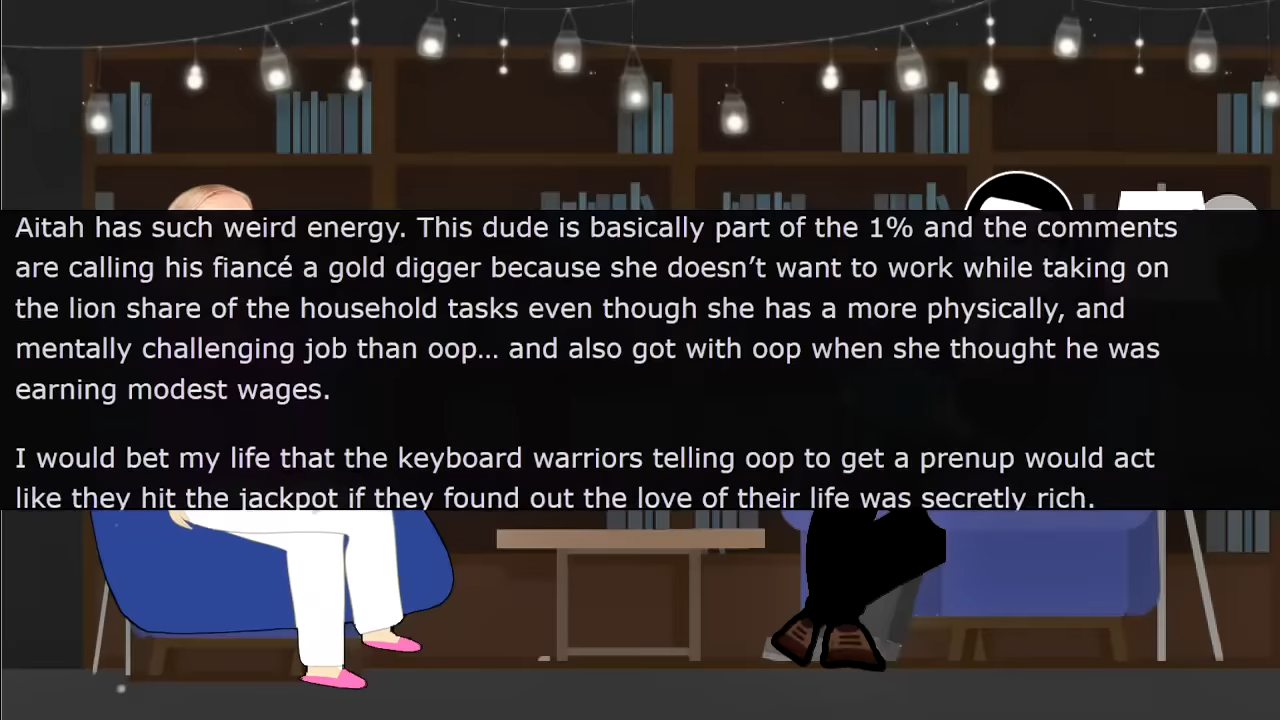 Aitah has such weird energy. This dude is basically part of the 1% and the comments
are calling his fiancé a gold digger because she doesn’t want to work while taking on
the lion share of the household tasks even though she has a more physically, and
mentally challenging job than oop… and also got with oop when she thought he was
earning modest wages.
I would bet my life that the keyboard warriors telling oop to get a prenup would act
like they hit the jackpot if they found out the love of their life was secretly rich.